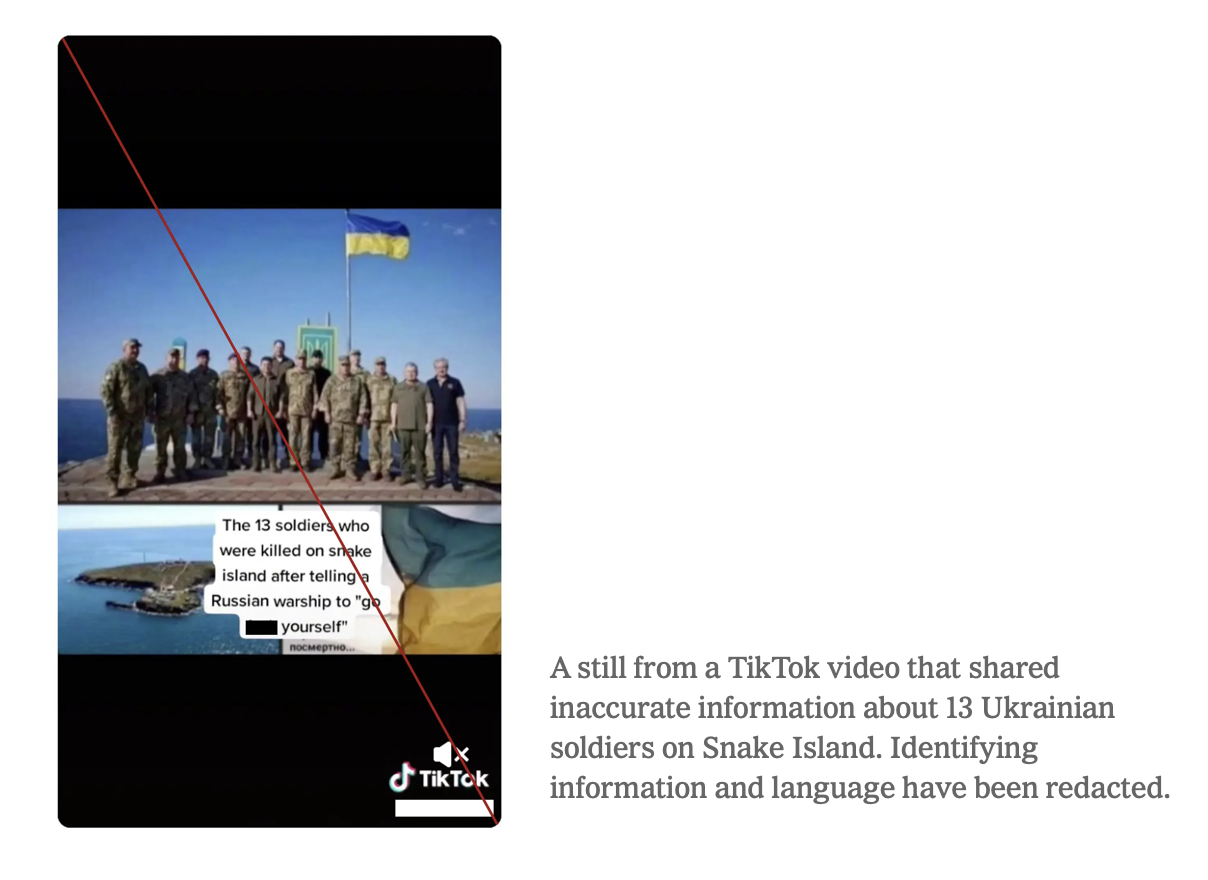 The 13 soldiers who
were killed on snake
island after telling a
Russian warship to "go
yourself"
посмертно...
TikTok
A still from a TikTok video that shared
inaccurate information about 13 Ukrainian
soldiers on Snake Island. Identifying
information and language have been redacted.